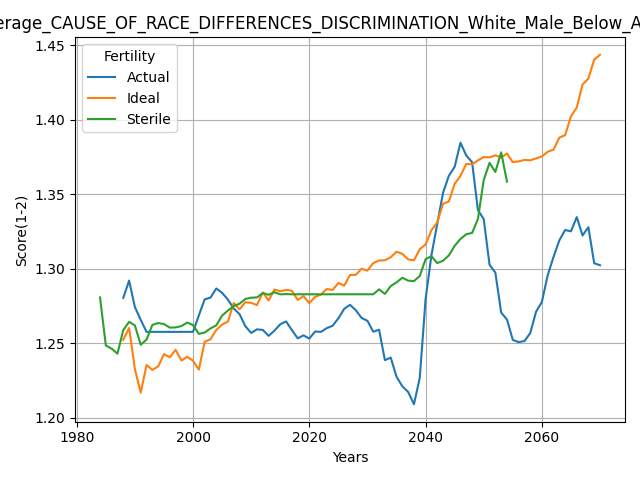 erage_CAUSE_OF_RACE_DIFFERENCES_DISCRIMINATION_White_Male_Below_A
Fertility
Actual
Ideal
Sterile
1.45
1.40
1.35
1.30
1.25
1.20
Score(1-2)
1980
2000
2020
2040
2060
Years